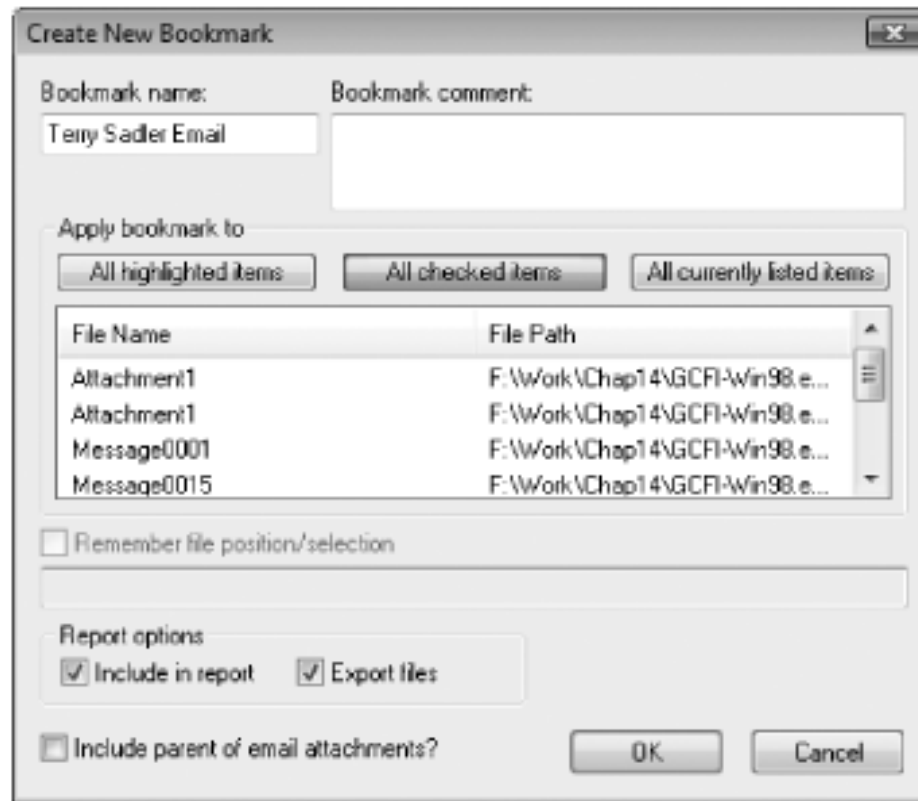 Create New Bookmark
Bookmark name:
Bookmark comment:
Terry Sadler Email
Apply bookmark to
All highlighted items
All checked items
All currently listed items
File Name File Path
Attachment1 F:\Work\Chap14\GCFI-Win98.e...
Attachment1 F:\Work\Chap14\GCFI-Win98.e...
Message0001 F:\Work\Chap14\GCFI-Win98.e...
Message0015 F:\Work\Chap14\GCFI-Win98.e...
Remember file position/selection
Report options
Include in report
Export files
Include parent of email attachments?
OK
Cancel